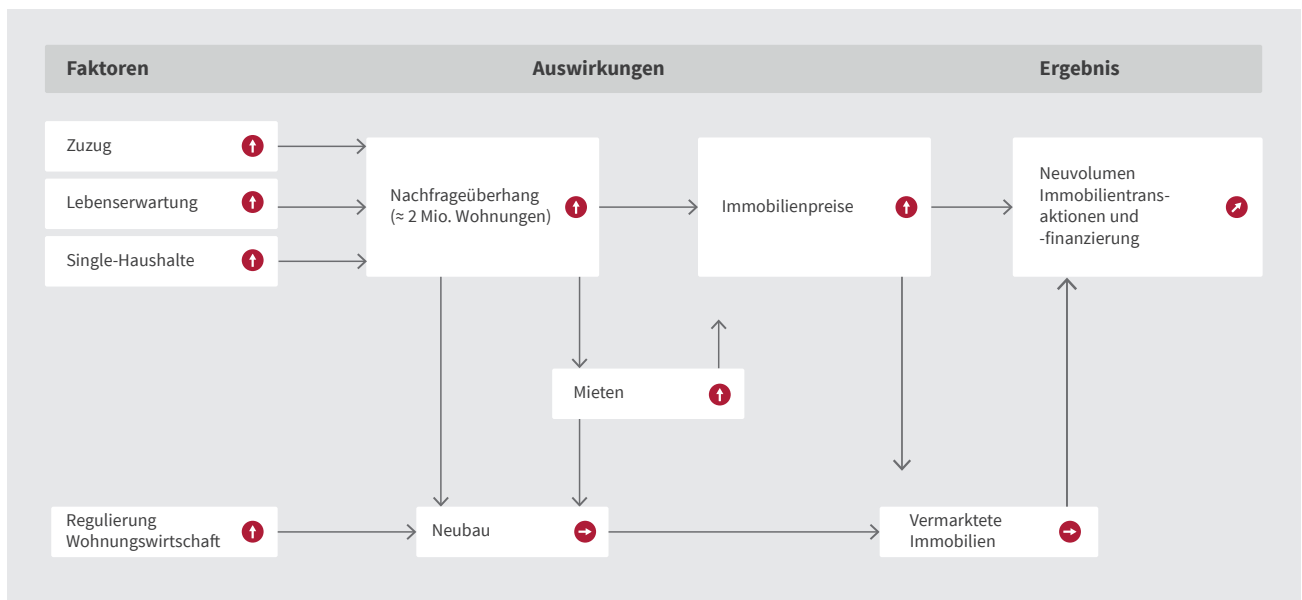 Faktoren
Auswirkungen
Ergebnis
Zuzug
Lebenserwartung
Single-Haushalte
Nachfrageüberhang
(≈ 2 Mio. Wohnungen)
Immobilienpreise
Neuvolumen
Immobilientrans-
aktionen und
-finanzierung
Mieten
Regulierung
Wohnungswirtschaft
Neubau
Vermarktete
Immobilien